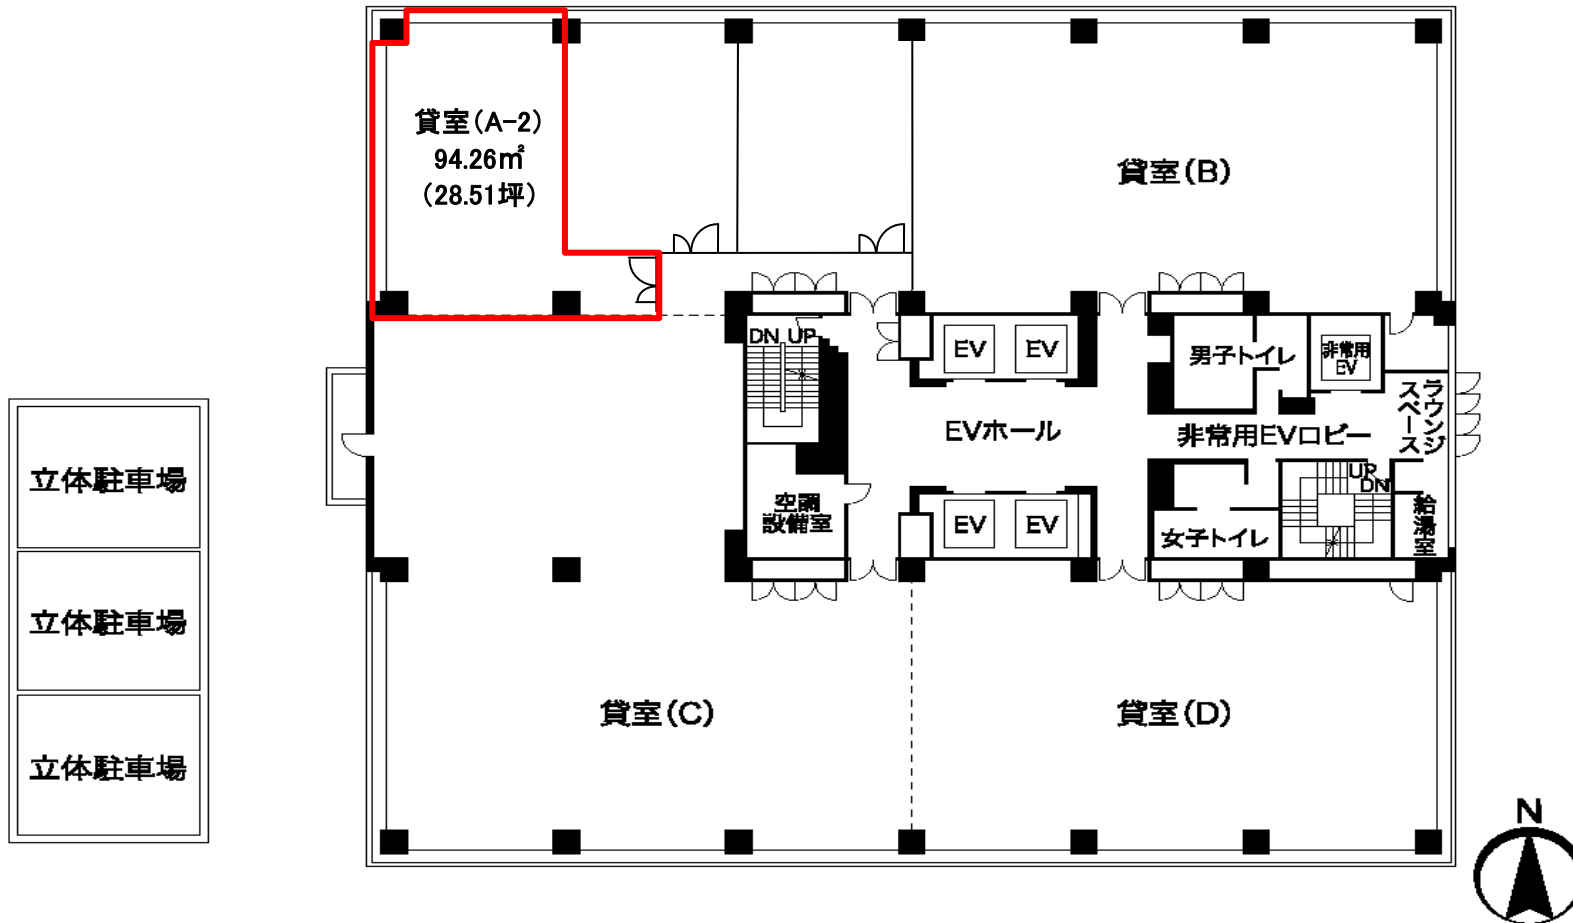 貸室(A-2)
94.26㎡
(28.51坪)
貸室(B)
DN UP
EV
EV
男子トイレ
非常用
EV
ラウンジ
スペース
EVホール
非常用EVロビー
立体駐車場
空調
設備室
EV
EV
女子トイレ
UP
DN
給湯室
立体駐車場
貸室(C)
貸室(D)
立体駐車場
N